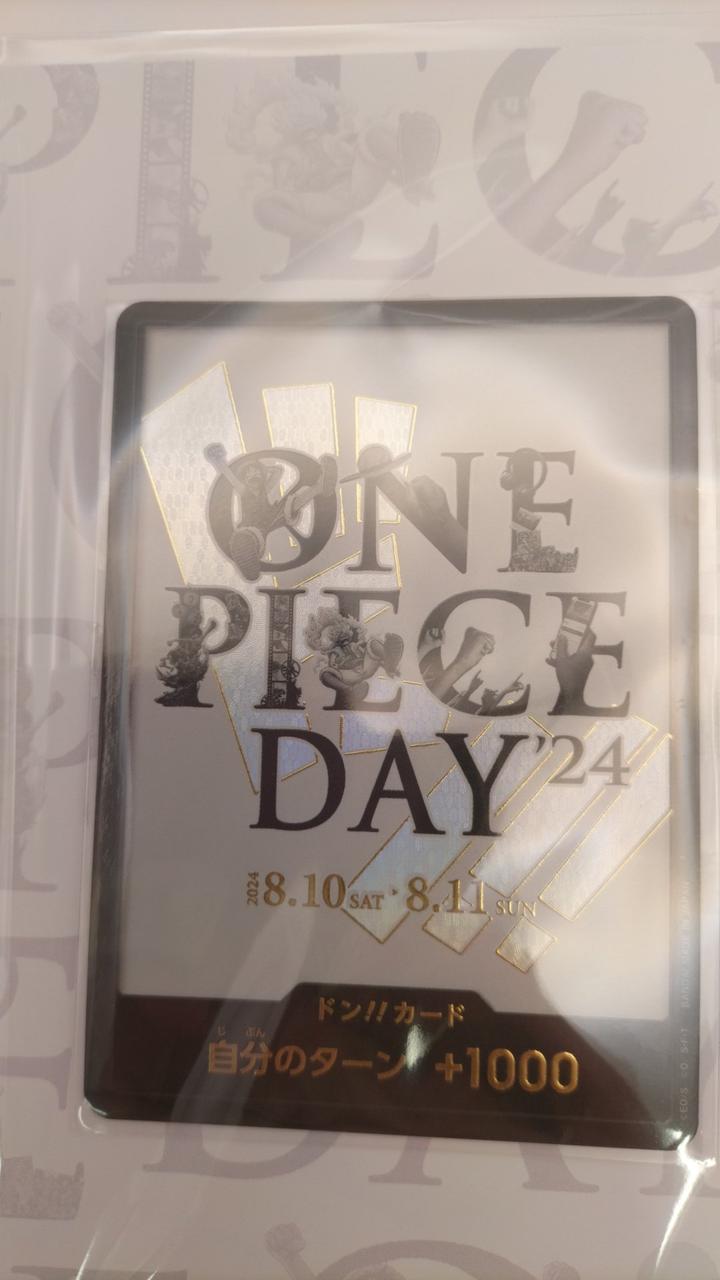 ONE
PIECE
DAY'24
2024 8.10 SAT・8.11 SUN
ドン!!カード
じ ぶん
自分のターン +1000